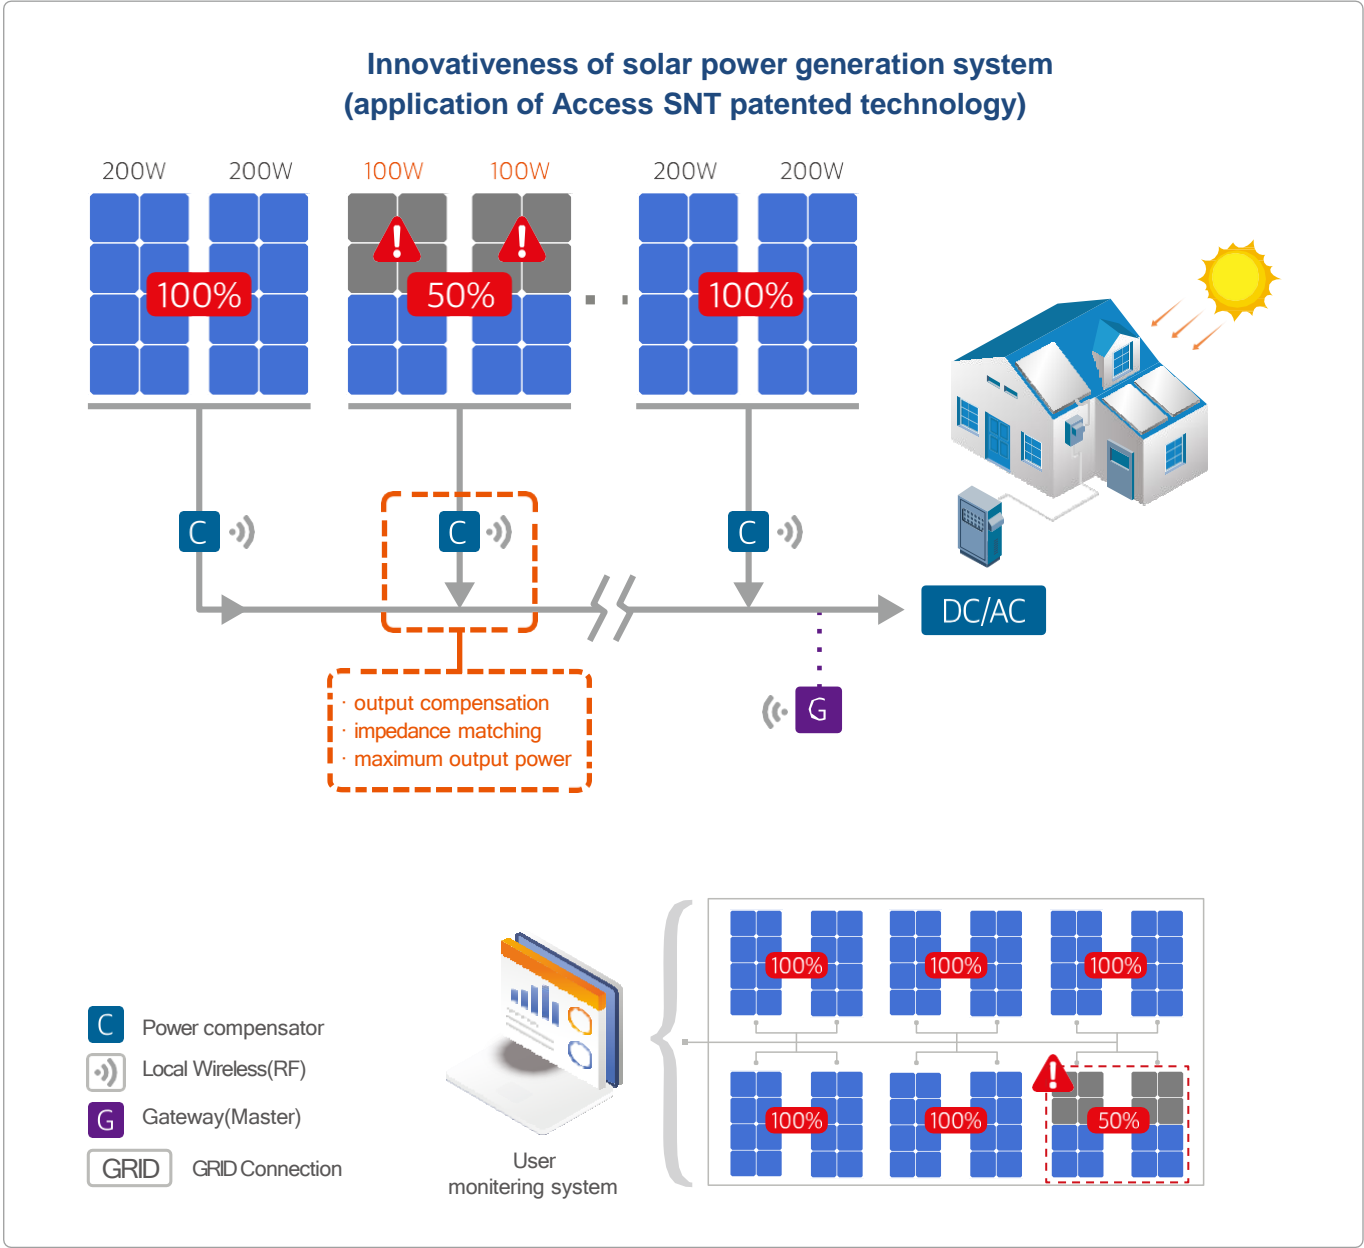 Innovativeness of solar power generation system
(application of Access SNT patented technology)
200W 200W 100W 100W 200W 200W
100% 50% 100%
C C C
DC/AC
· output compensation
· impedance matching
· maximum output power
G
100% 100% 100%
100% 100% 50%
C Power compensator
Local Wireless(RF)
G Gateway(Master)
GRID GRID Connection
User
monitering system